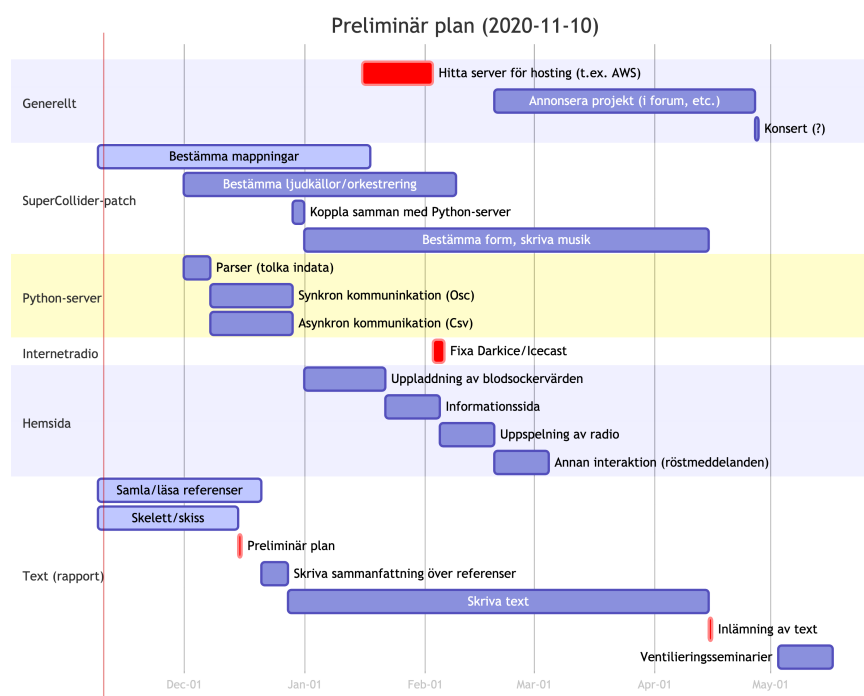 Preliminär plan (2020-11-10)
Generellt
Hitta server för hosting (t.ex. AWS)
Annonsera projekt (i forum, etc.)
Konsert (?)
SuperCollider-patch
Bestämma mappningar
Bestämma ljudkällor/orkestrering
Koppla samman med Python-server
Bestämma form, skriva musik
Python-server
Parser (tolka indata)
Synkron kommuninkation (Osc)
Asynkron kommunikation (Csv)
Internetradio
Fixa Darkice/Icecast
Hemsida
Uppladdning av blodsockervärden
Informationssida
Uppspelning av radio
Annan interaktion (röstmeddelanden)
Text (rapport)
Samla/läsa referenser
Skelett/skiss
Preliminär plan
Skriva sammanfattning över referenser
Skriva text
Inlämning av text
Ventilieringsseminarier
Dec-01 Jan-01 Feb-01 Mar-01 Apr-01 May-01